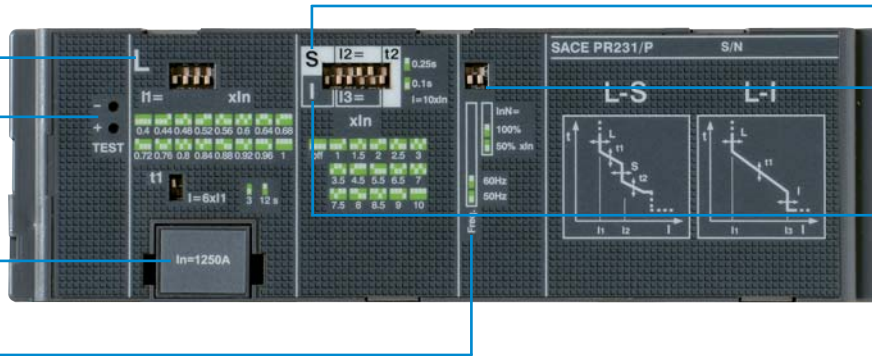 L
I1= xIn
0.4 0.44 0.48 0.52 0.56 0.6 0.64 0.68
0.72 0.76 0.8 0.84 0.88 0.92 0.96 1
t1
I=6xI1
3 12 s
In=1250A
-
+
TEST
S I2= t2
I I3=
0.25s
0.1s
I=10xIn
xIn
off 1 1.5 2 2.5 3
3.5 4.5 5.5 6.5 7
7.5 8 8.5 9 10
InN=
100%
50% xIn
60Hz
50Hz
Freq.
SACE PR231/P S/N
L-S
t
L
t1
S
t2
I1 I2 I
L-I
t
L
t1
I
I1 I3 I